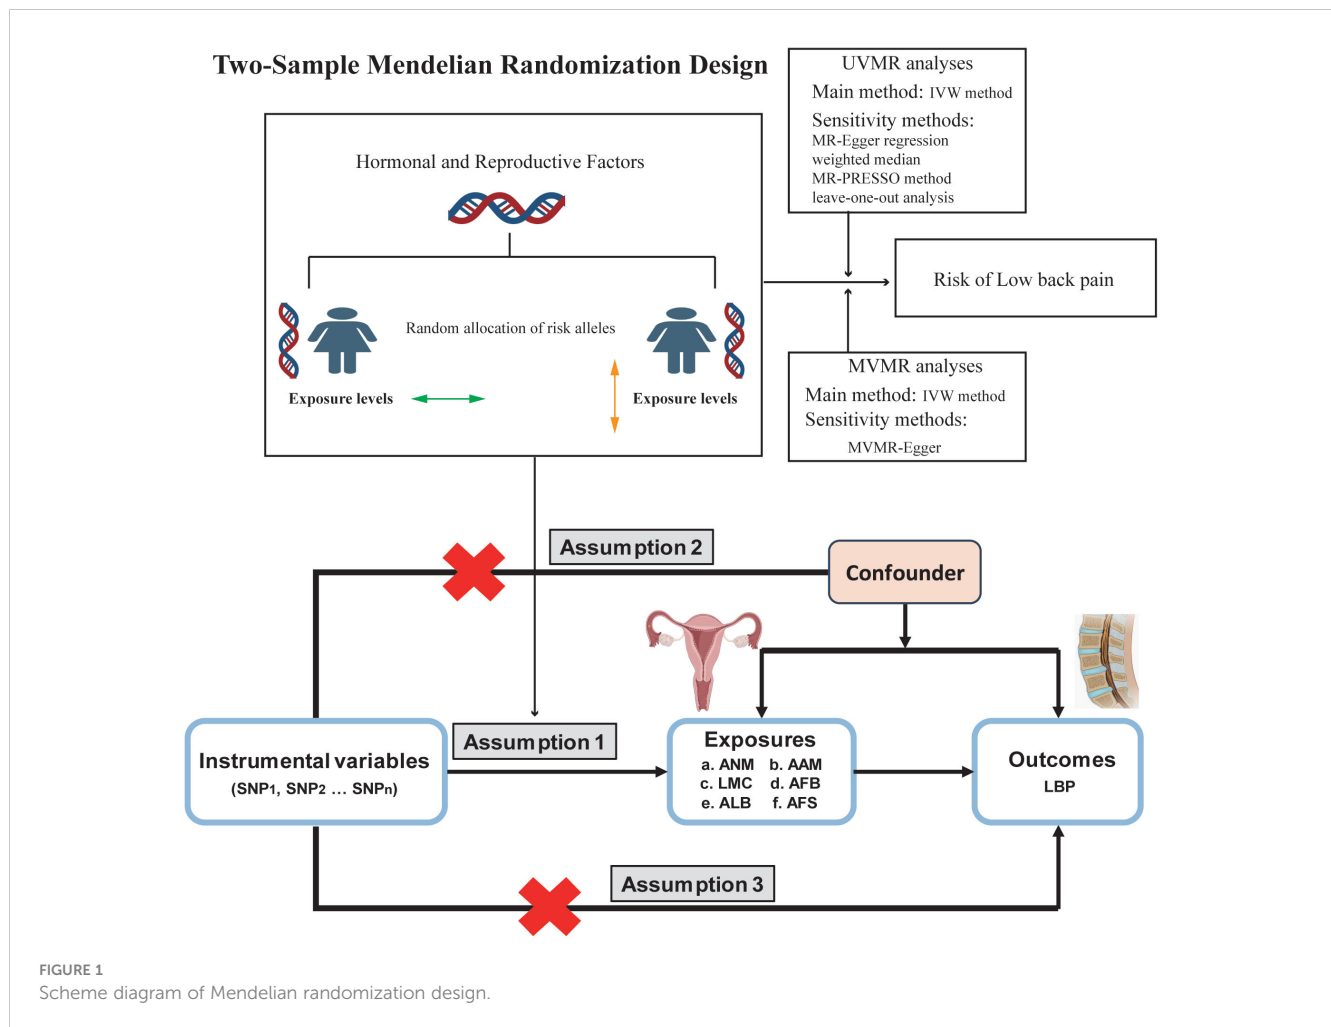 Two-Sample Mendelian Randomization Design
UVMR analyses
Main method: IVW method
Sensitivity methods:
MR-Egger regression
weighted median
MR-PRESSO method
leave-one-out analysis
Hormonal and Reproductive Factors
Random allocation of risk alleles
Exposure levels
Exposure levels
Risk of Low back pain
MVMR analyses
Main method: IVW method
Sensitivity methods:
MVMR-Egger
Assumption 2
Confounder
Assumption 1
Instrumental variables
(SNP1, SNP2 ... SNPn)
Exposures
a. ANM b. AAM
c. LMC d. AFB
e. ALB f. AFS
Outcomes
LBP
Assumption 3
FIGURE 1
Scheme diagram of Mendelian randomization design.